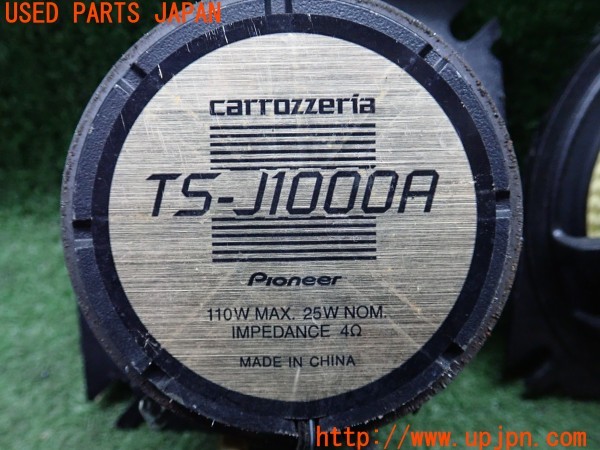 USED PARTS JAPAN
carrozzeria
TS-J1000A
Pioneer
110W MAX. 25W NOM.
IMPEDANCE 4Ω
MADE IN CHINA
http://www.upjpn.com